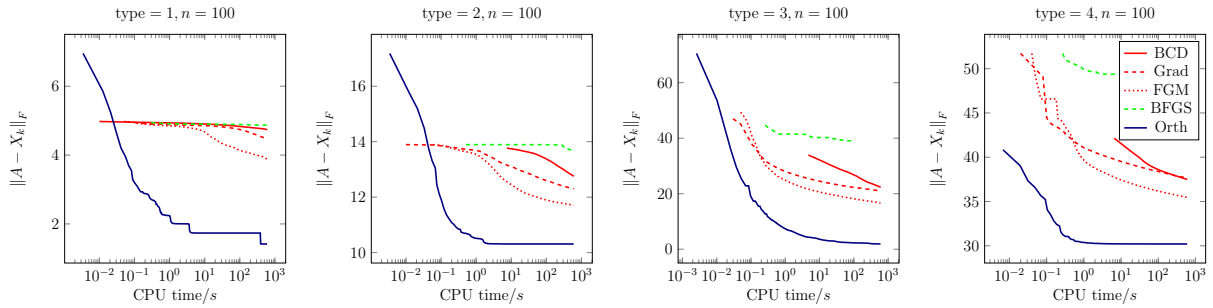 type = 1, n = 100
‖A − X_k‖_F
6
4
2
10^−2 10^−1 10^0 10^1 10^2 10^3
CPU time/s
type = 2, n = 100
‖A − X_k‖_F
16
14
12
10
10^−2 10^−1 10^0 10^1 10^2 10^3
CPU time/s
type = 3, n = 100
‖A − X_k‖_F
60
40
20
0
10^−3 10^−2 10^−1 10^0 10^1 10^2 10^3
CPU time/s
type = 4, n = 100
‖A − X_k‖_F
50
45
40
35
30
10^−2 10^−1 10^0 10^1 10^2 10^3
CPU time/s
BCD
Grad
FGM
BFGS
Orth